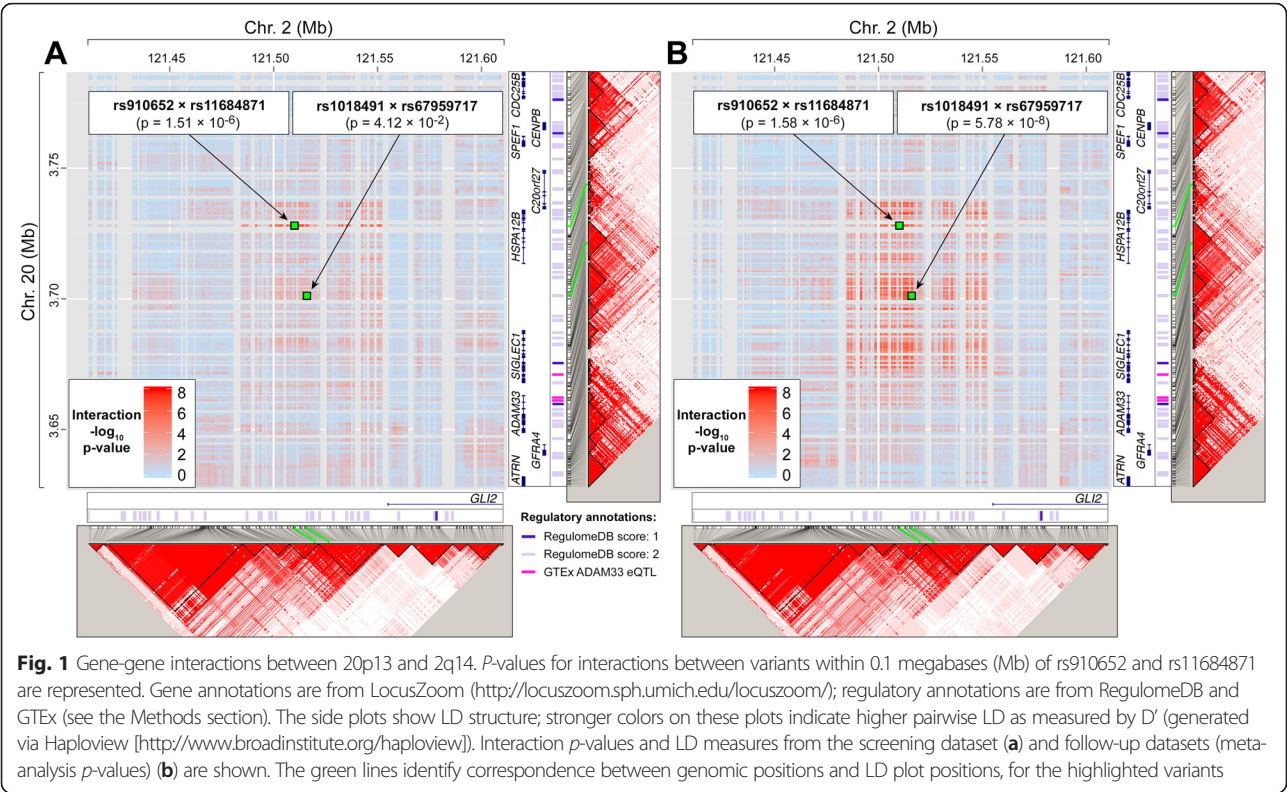 Chr. 2 (Mb)
A
121.45 121.50 121.55 121.60
rs910652 × rs11684871
(p = 1.51 × 10-6)
rs1018491 × rs67959717
(p = 4.12 × 10-2)
Chr. 20 (Mb)
3.75
3.70
3.65
CDC25B
CENPB
SPEF1
C20orf27
HSPA12B
SIGLEC1
ADAM33
GFRA4
ATRN
Interaction
-log10
p-value
8
6
4
2
0
GLI2
Regulatory annotations:
RegulomeDB score: 1
RegulomeDB score: 2
GTEx ADAM33 eQTL
Chr. 2 (Mb)
B
121.45 121.50 121.55 121.60
rs910652 × rs11684871
(p = 1.58 × 10-6)
rs1018491 × rs67959717
(p = 5.78 × 10-8)
CDC25B
CENPB
SPEF1
C20orf27
HSPA12B
SIGLEC1
ADAM33
GFRA4
ATRN
Interaction
-log10
p-value
8
6
4
2
0
GLI2
Fig. 1 Gene-gene interactions between 20p13 and 2q14. P-values for interactions between variants within 0.1 megabases (Mb) of rs910652 and rs11684871
are represented. Gene annotations are from LocusZoom (http://locuszoom.sph.umich.edu/locuszoom/); regulatory annotations are from RegulomeDB and
GTEx (see the Methods section). The side plots show LD structure; stronger colors on these plots indicate higher pairwise LD as measured by D′ (generated
via Haploview [http://www.broadinstitute.org/haploview]). Interaction p-values and LD measures from the screening dataset (a) and follow-up datasets (meta-
analysis p-values) (b) are shown. The green lines identify correspondence between genomic positions and LD plot positions, for the highlighted variants